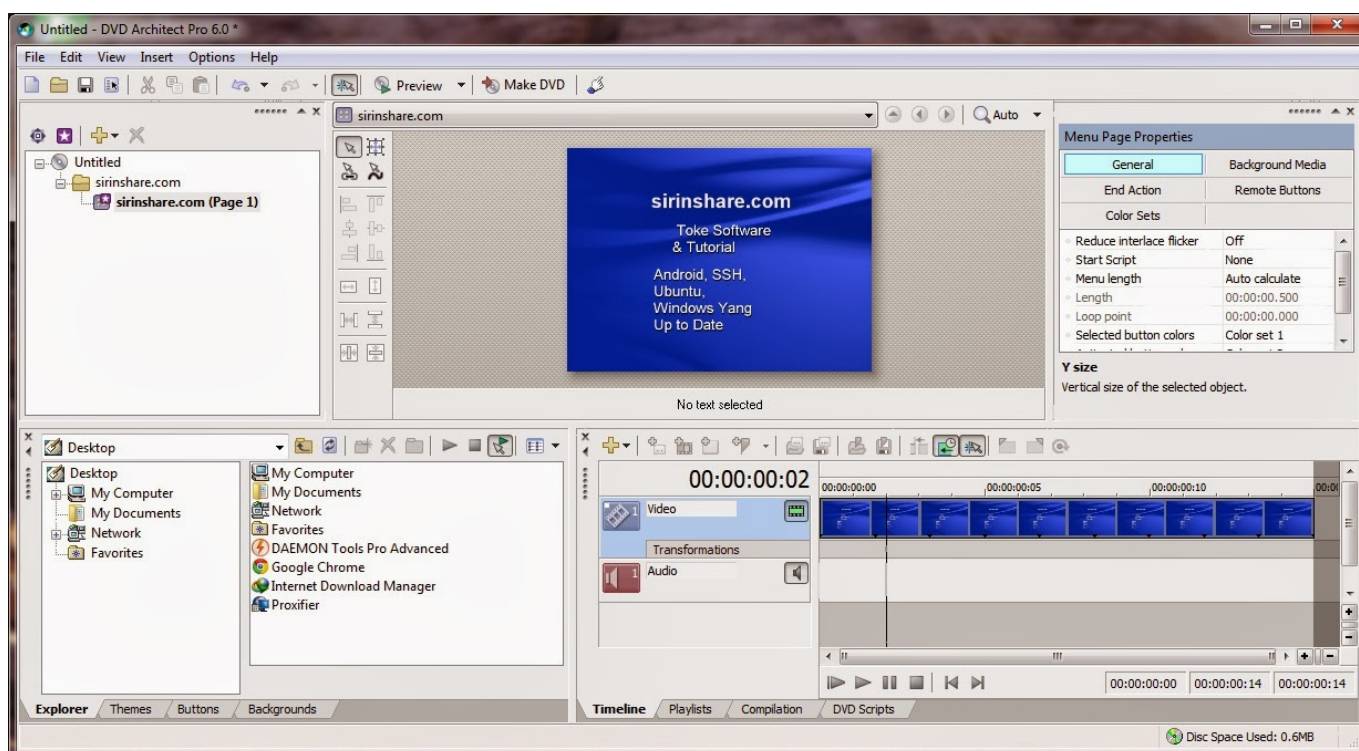 Untitled - DVD Architect Pro 6.0 *
File Edit View Insert Options Help
Preview Make DVD
sirinshare.com
Auto
Untitled
sirinshare.com
sirinshare.com (Page 1)
sirinshare.com
Toke Software
& Tutorial
Android, SSH,
Ubuntu,
Windows Yang
Up to Date
No text selected
Menu Page Properties
General Background Media
End Action Remote Buttons
Color Sets
Reduce interlace flicker Off
Start Script None
Menu length Auto calculate
Length 00:00:00.500
Loop point 00:00:00.000
Selected button colors Color set 1
Y size
Vertical size of the selected object.
Desktop
Desktop
My Computer
My Documents
Network
Favorites
My Computer
My Documents
Network
Favorites
DAEMON Tools Pro Advanced
Google Chrome
Internet Download Manager
Proxifier
Explorer Themes Buttons Backgrounds
00:00:00:02
00:00:00:00 00:00:00:05 00:00:00:10
1 Video
Transformations
1 Audio
00:00:00:00 00:00:00:14 00:00:00:14
Timeline Playlists Compilation DVD Scripts
Disc Space Used: 0.6MB